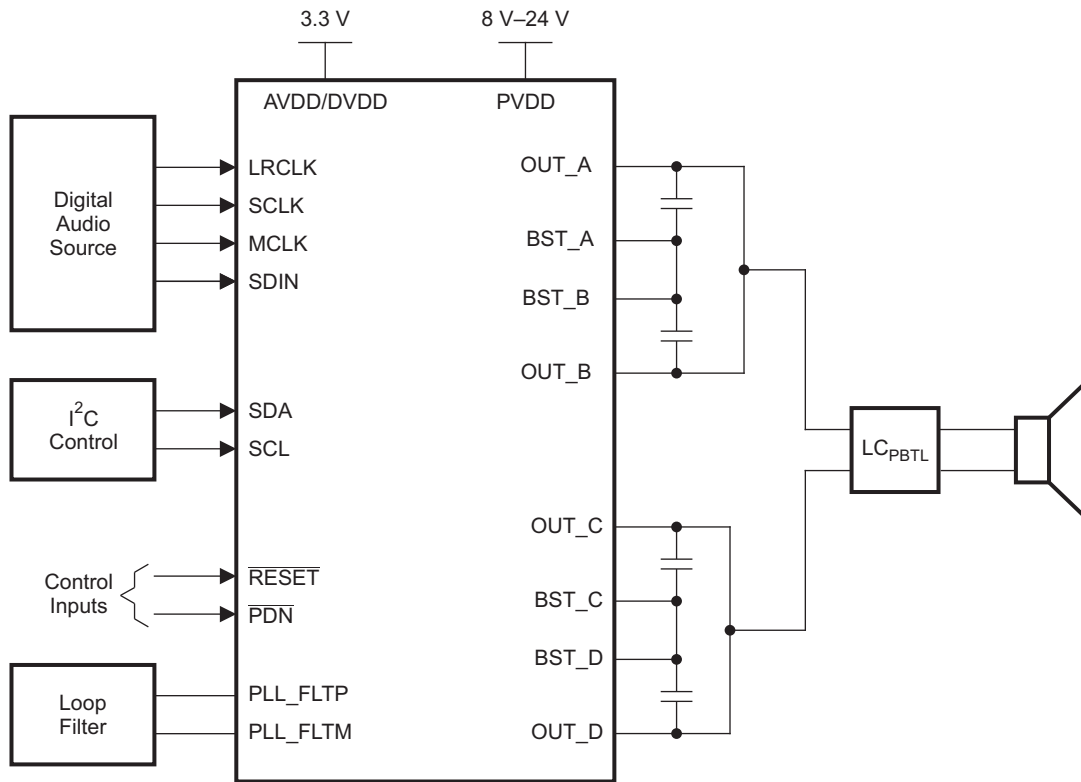 3.3 V
8 V–24 V
AVDD/DVDD
PVDD
Digital
Audio
Source
LRCLK
SCLK
MCLK
SDIN
I²C
Control
SDA
SCL
Control
Inputs
RESET
PDN
Loop
Filter
PLL_FLTP
PLL_FLTM
OUT_A
BST_A
BST_B
OUT_B
OUT_C
BST_C
BST_D
OUT_D
LC_PBTL